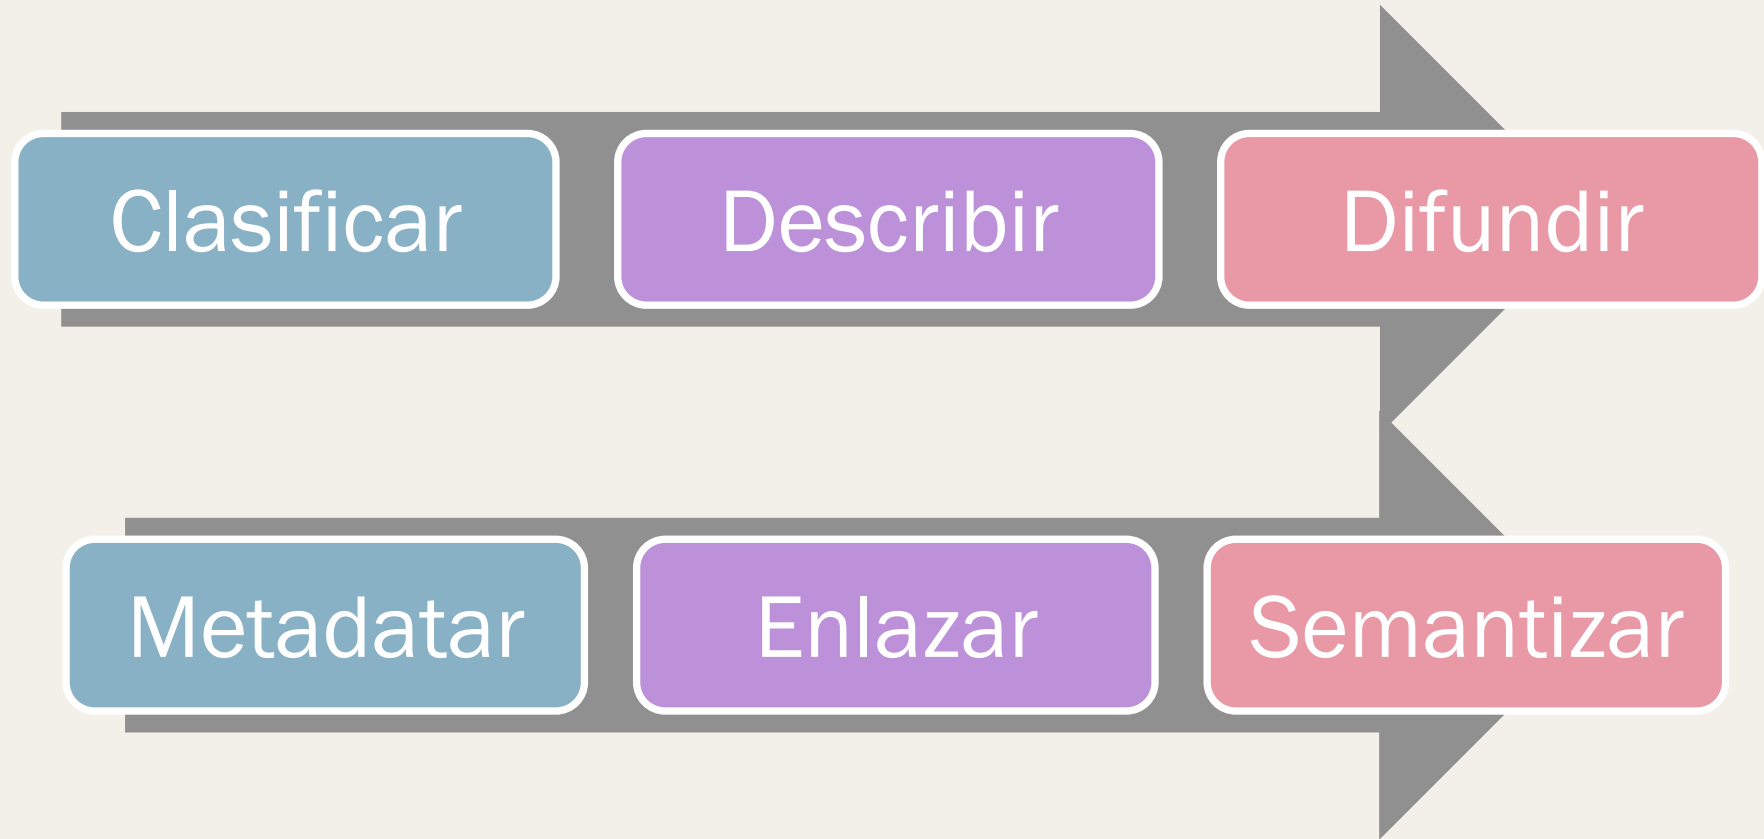 Clasificar
Describir
Difundir
Metadatar
Enlazar
Semantizar